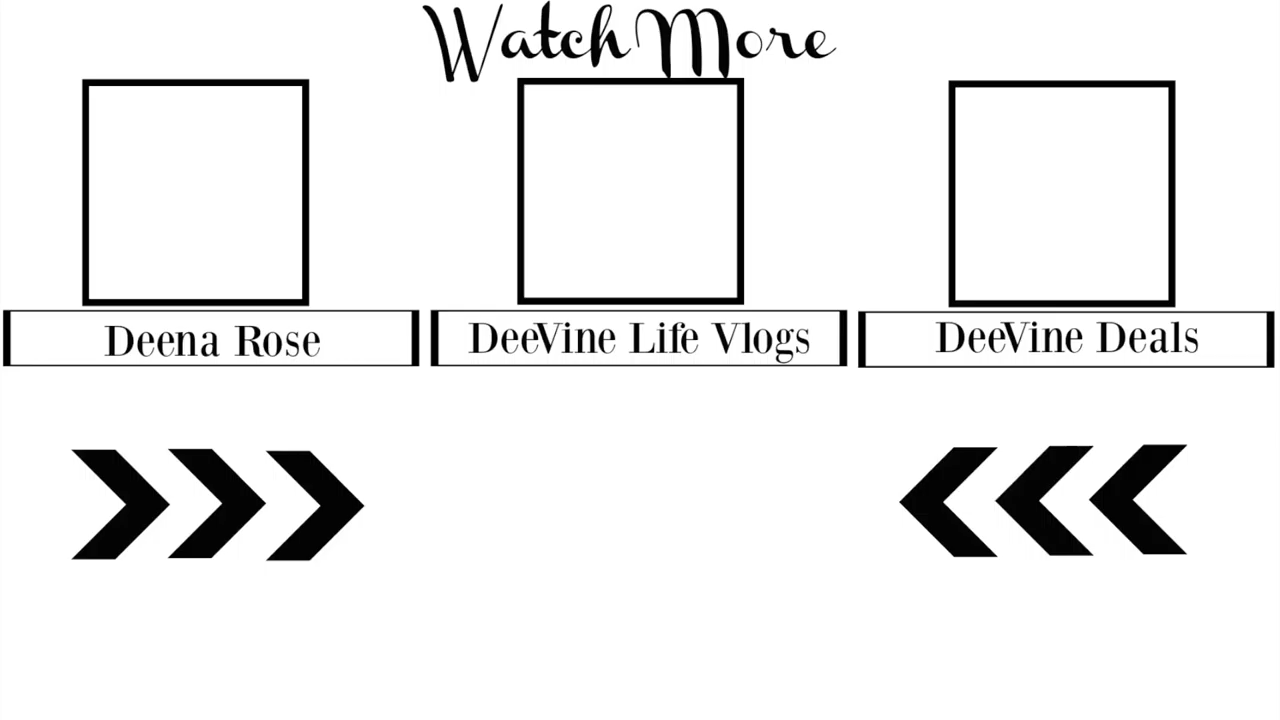 Watch More
Deena Rose
DeeVine Life Vlogs
DeeVine Deals